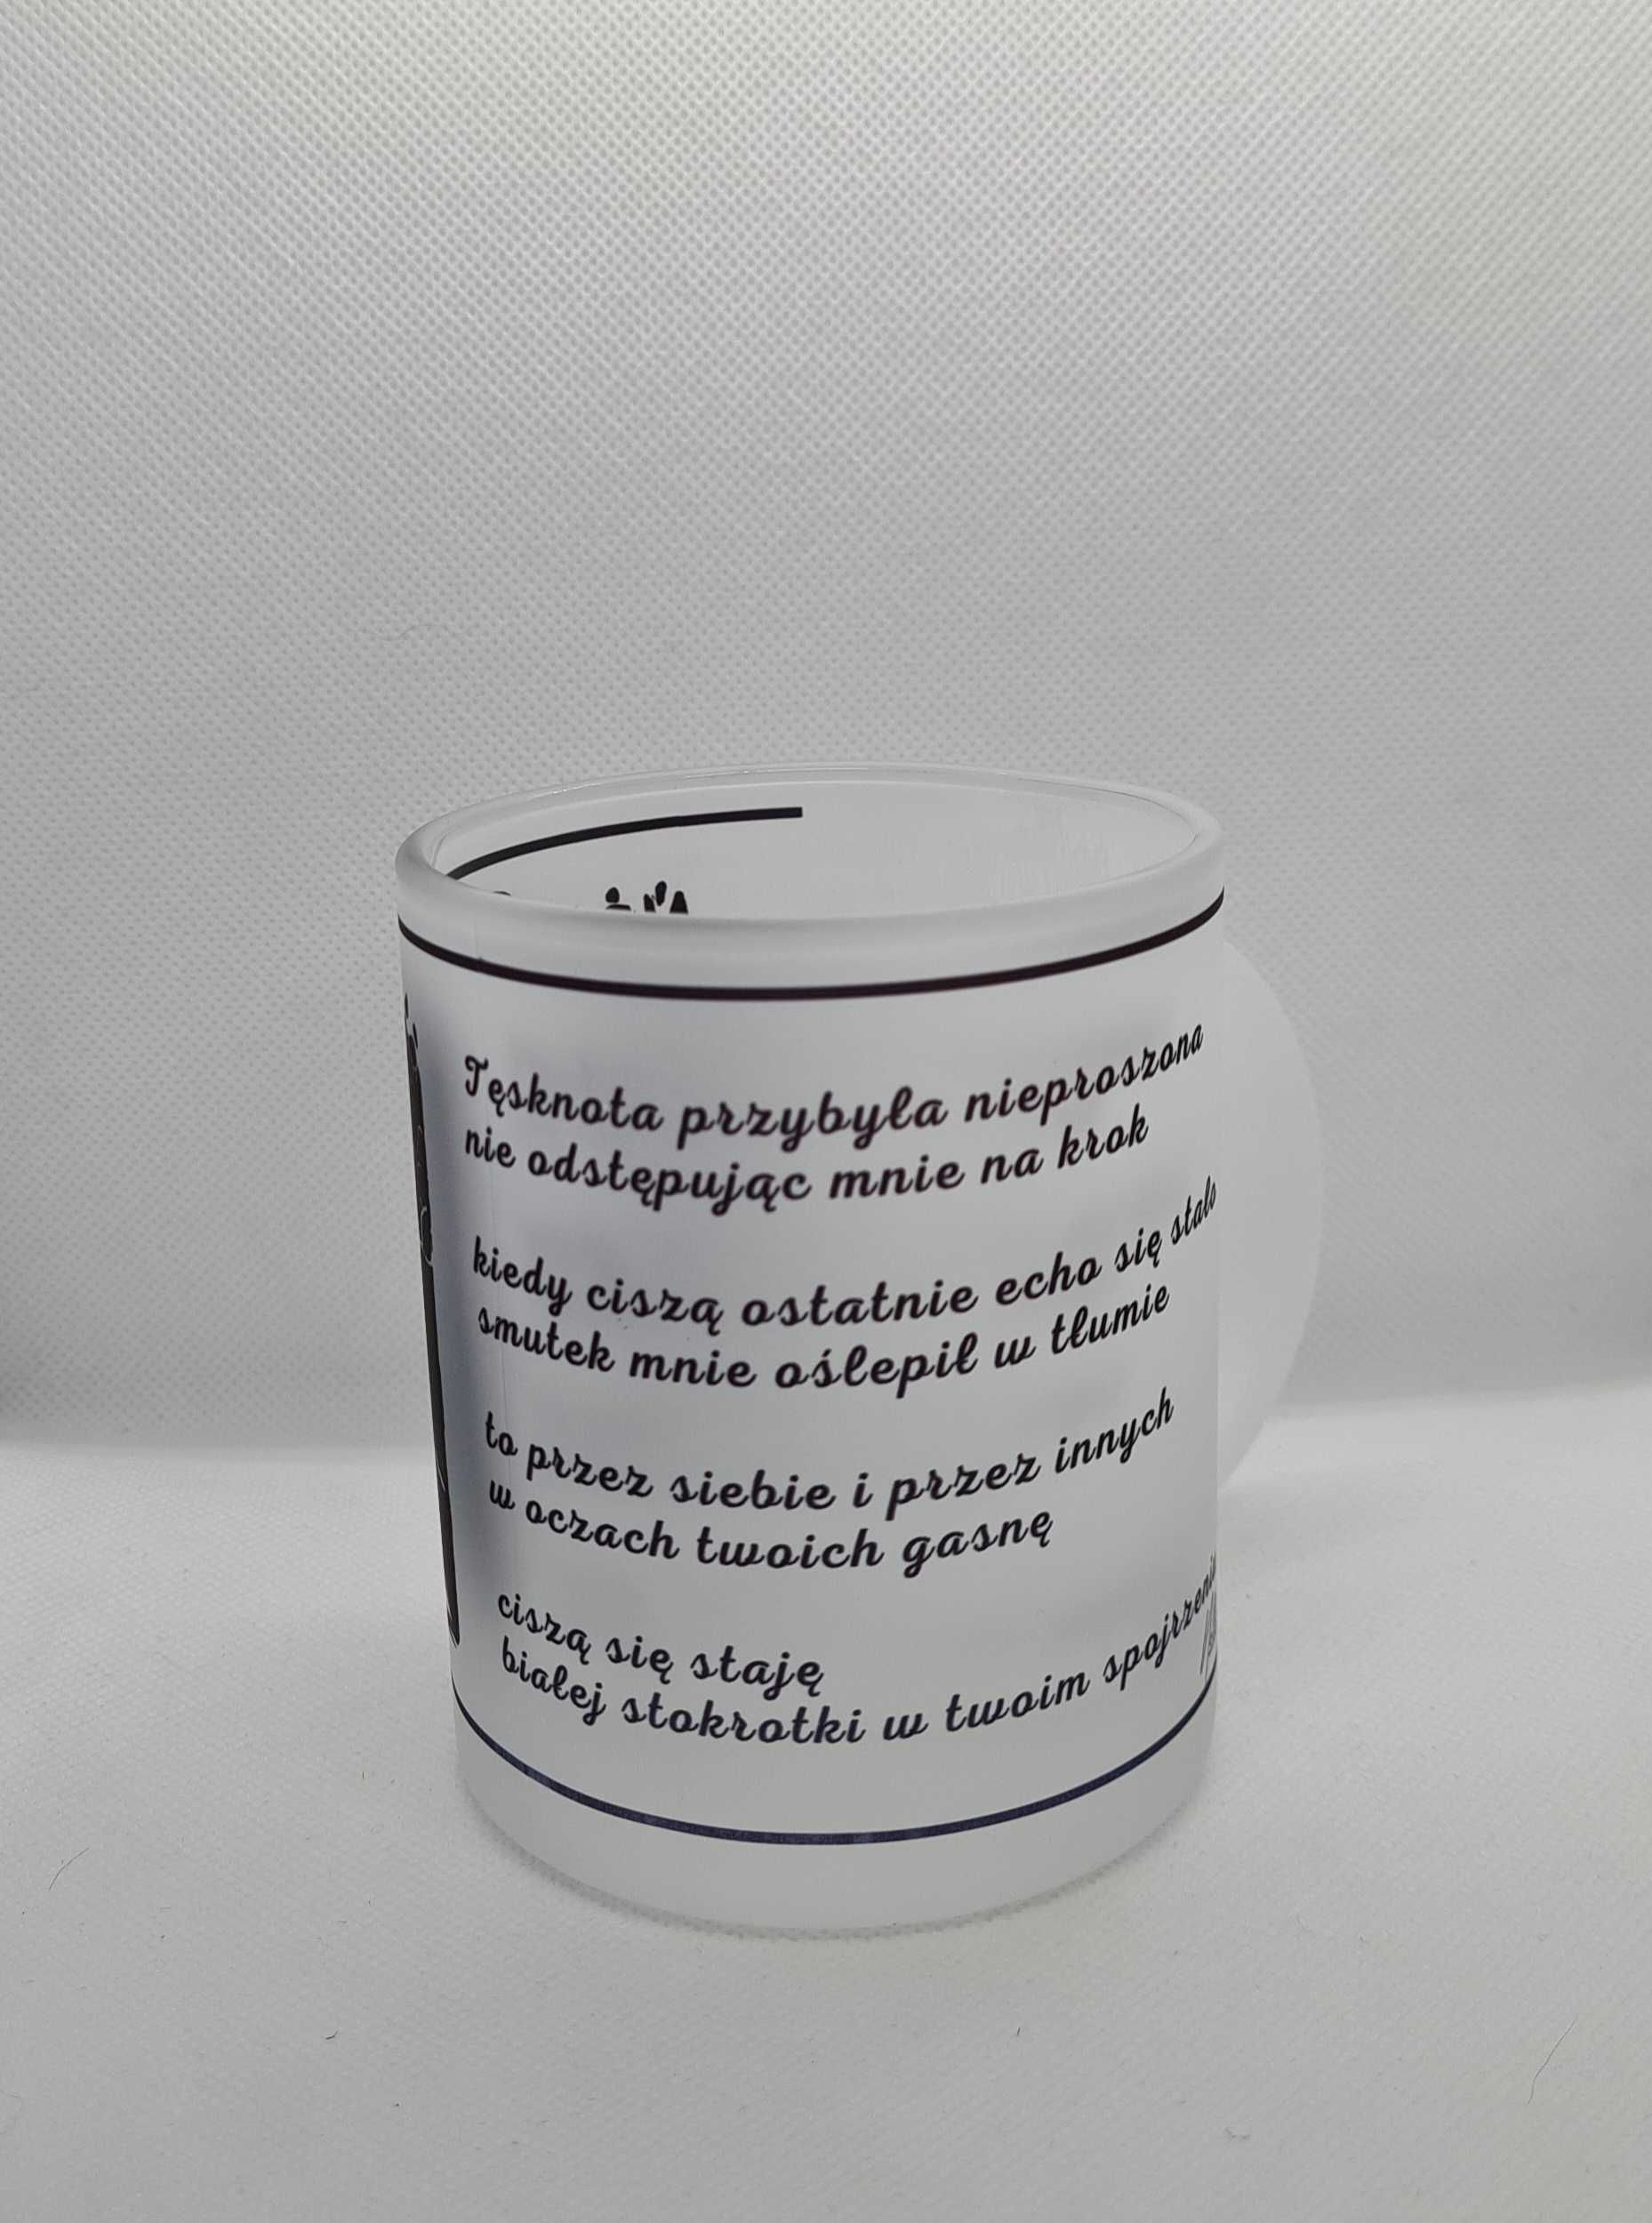 Tęsknota przybyła nieproszona
nie odstępując mnie na krok
kiedy ciszą ostatnie echo się stało
smutek mnie oślepił w tłumie
to przez siebie i przez innych
w oczach twoich gasnę
ciszą się staję
białej stokrotki w twoim